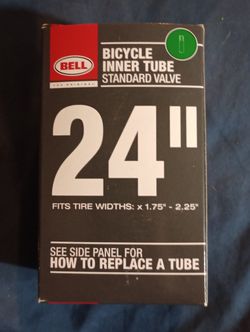 BELL
BICYCLE
INNER TUBE
STANDARD VALVE
24"
FITS TIRE WIDTHS: x 1.75" - 2.25"
SEE SIDE PANEL FOR
HOW TO REPLACE A TUBE